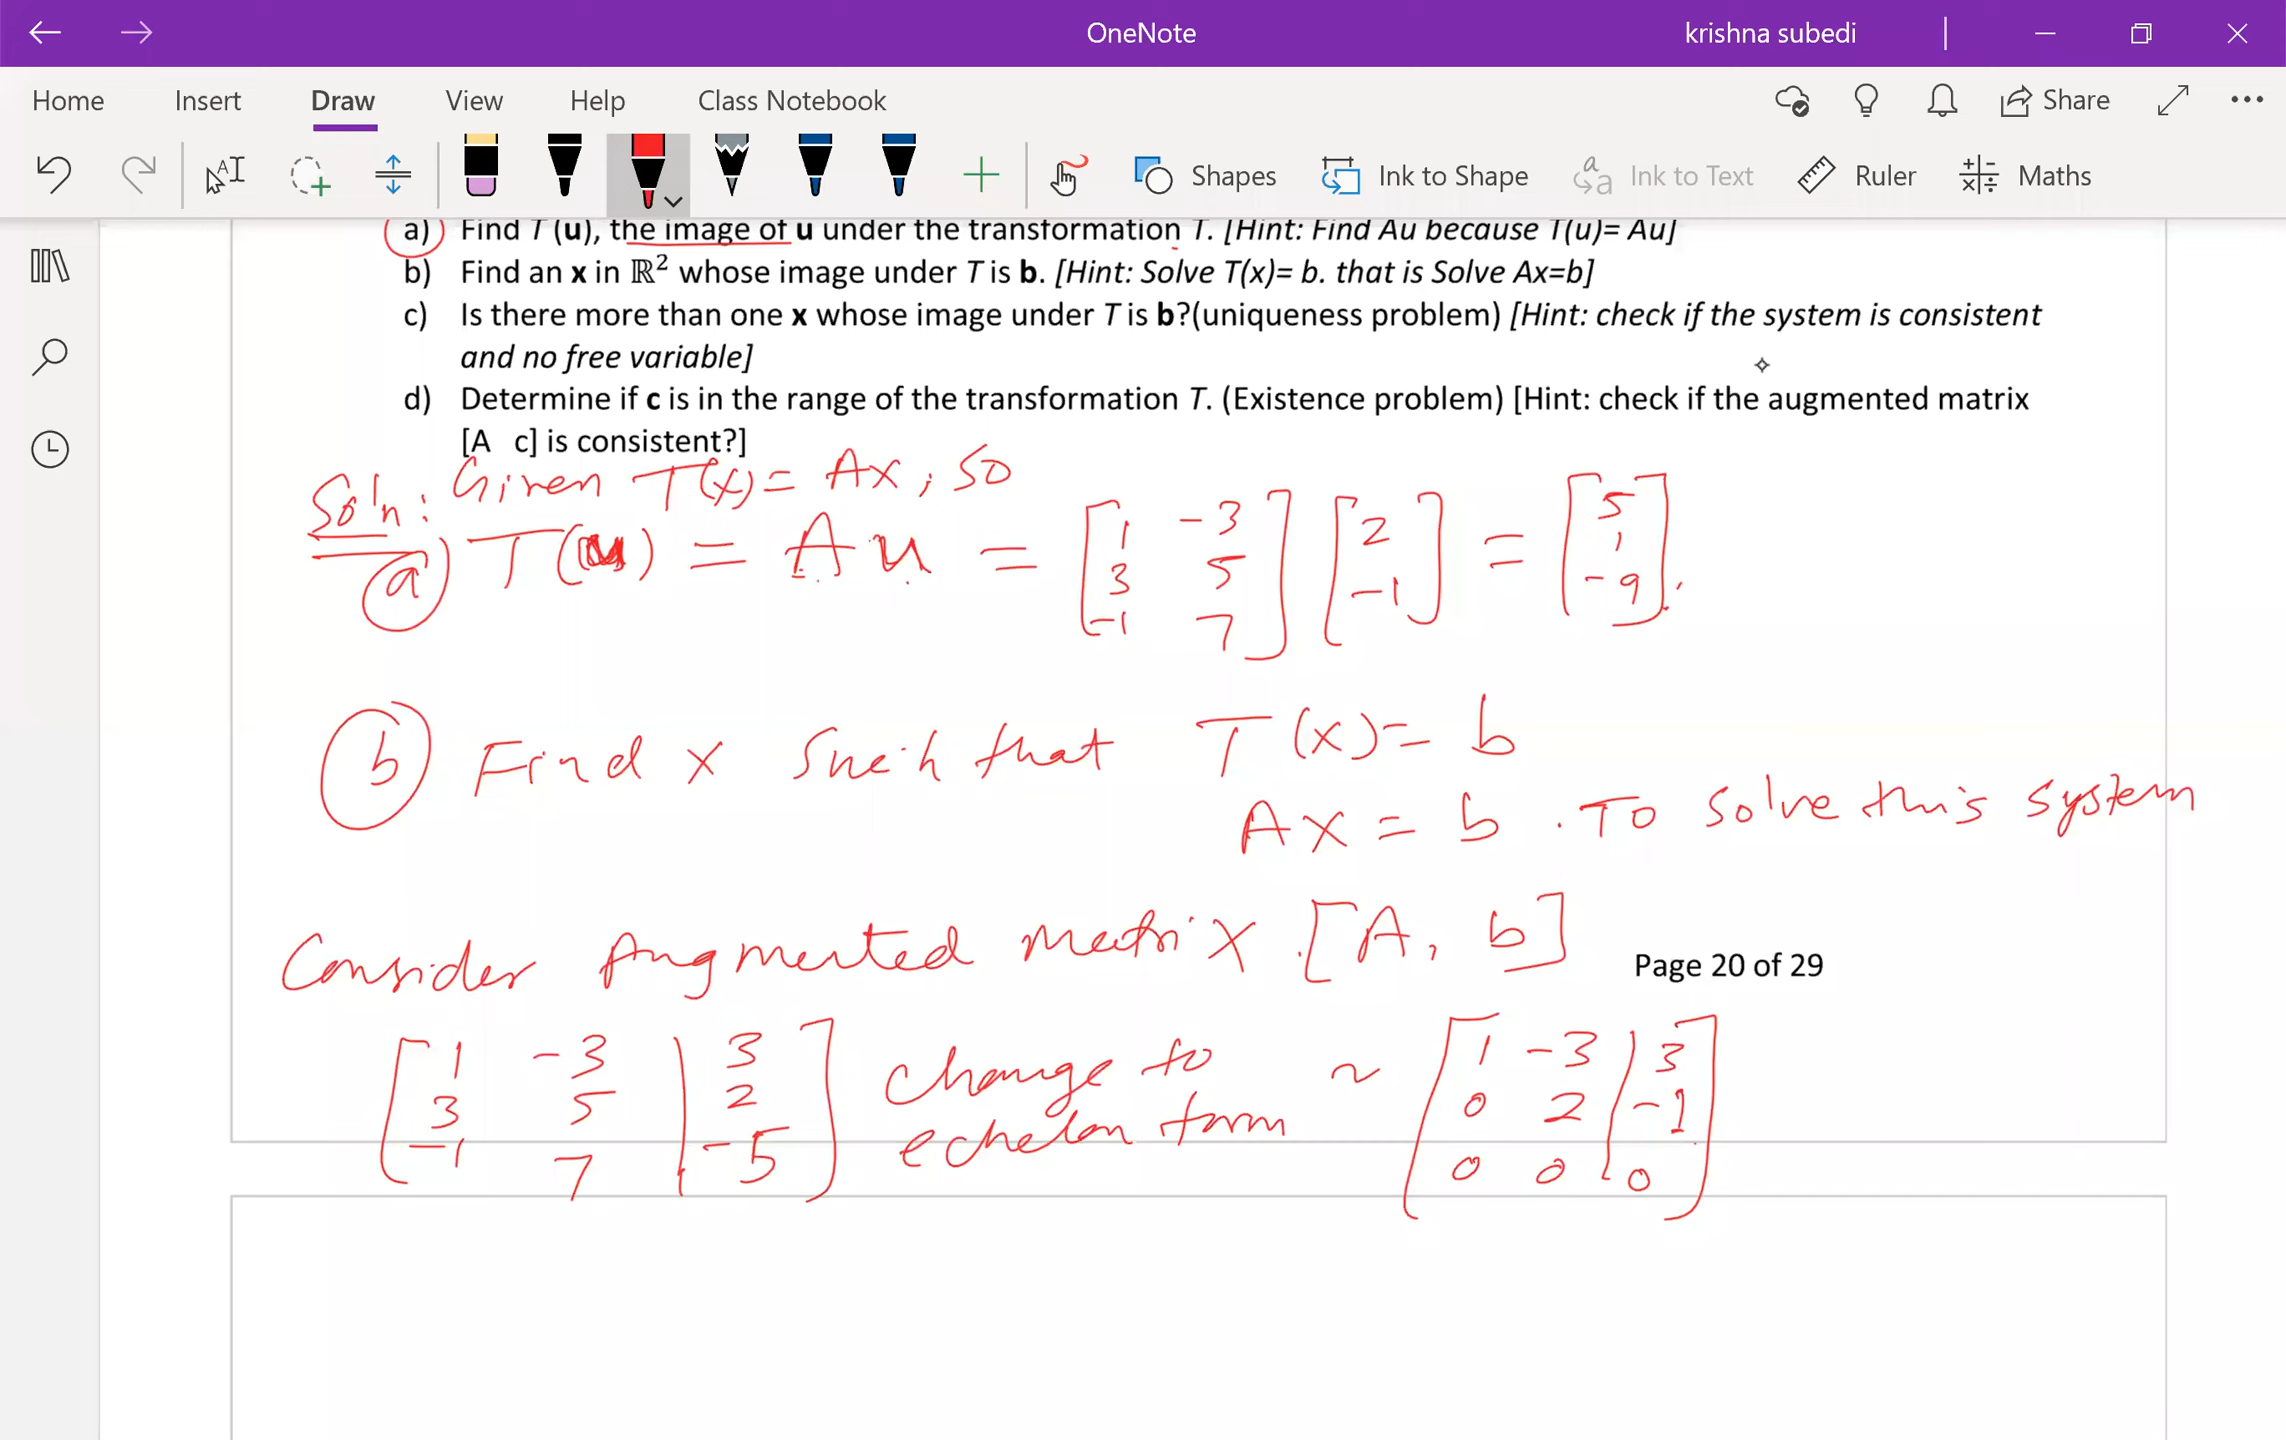 OneNote
krishna subedi
Home Insert Draw View Help Class Notebook Share
Shapes Ink to Shape Ink to Text Ruler Maths
a) Find T (u), the image of u under the transformation T. [Hint: Find Au because T(u)= Au]
b) Find an x in ℝ² whose image under T is b. [Hint: Solve T(x)= b. that is Solve Ax=b]
c) Is there more than one x whose image under T is b?(uniqueness problem) [Hint: check if the system is consistent
and no free variable]
d) Determine if c is in the range of the transformation T. (Existence problem) [Hint: check if the augmented matrix
[A c] is consistent?]
Soln: Given T(x)= Ax, so
a) T(u) = Au = [1 -3; 3 5; -1 7] [2; -1] = [5; 1; -9].
b Find x Such that T(x)= b
Ax = b . To solve this system
Consider Augmented matrix [A, b]
Page 20 of 29
[1 -3 | 3; 3 5 | 2; -1 7 | -5] change to echelon form ~ [1 -3 | 3; 0 2 | -1; 0 0 | 0]